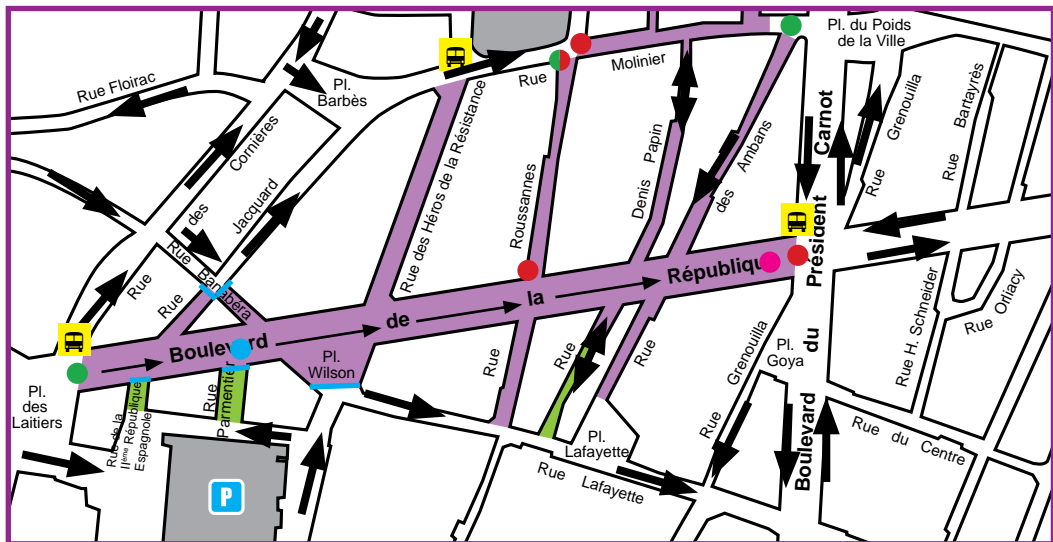 Pl. du Poids
de la Ville
Rue Floirac
Pl.
Barbès
Rue
Molinier
Rue des Cornières
Rue Jacquard
Rue Banabéra
Rue des Héros de la Résistance
Rue Roussannes
Rue Denis Papin
Rue des Ambans
Rue Grenouilla
Rue Bartayrès
Boulevard du Président Carnot
Boulevard de la République
Pl.
des
Laitiers
Rue de la
IIème République
Espagnole
Rue
Parmentier
Pl.
Wilson
P
Pl.
Lafayette
Rue Lafayette
Rue Grenouilla
Pl.
Goya
Rue H. Schneider
Rue Orliacy
Rue du Centre